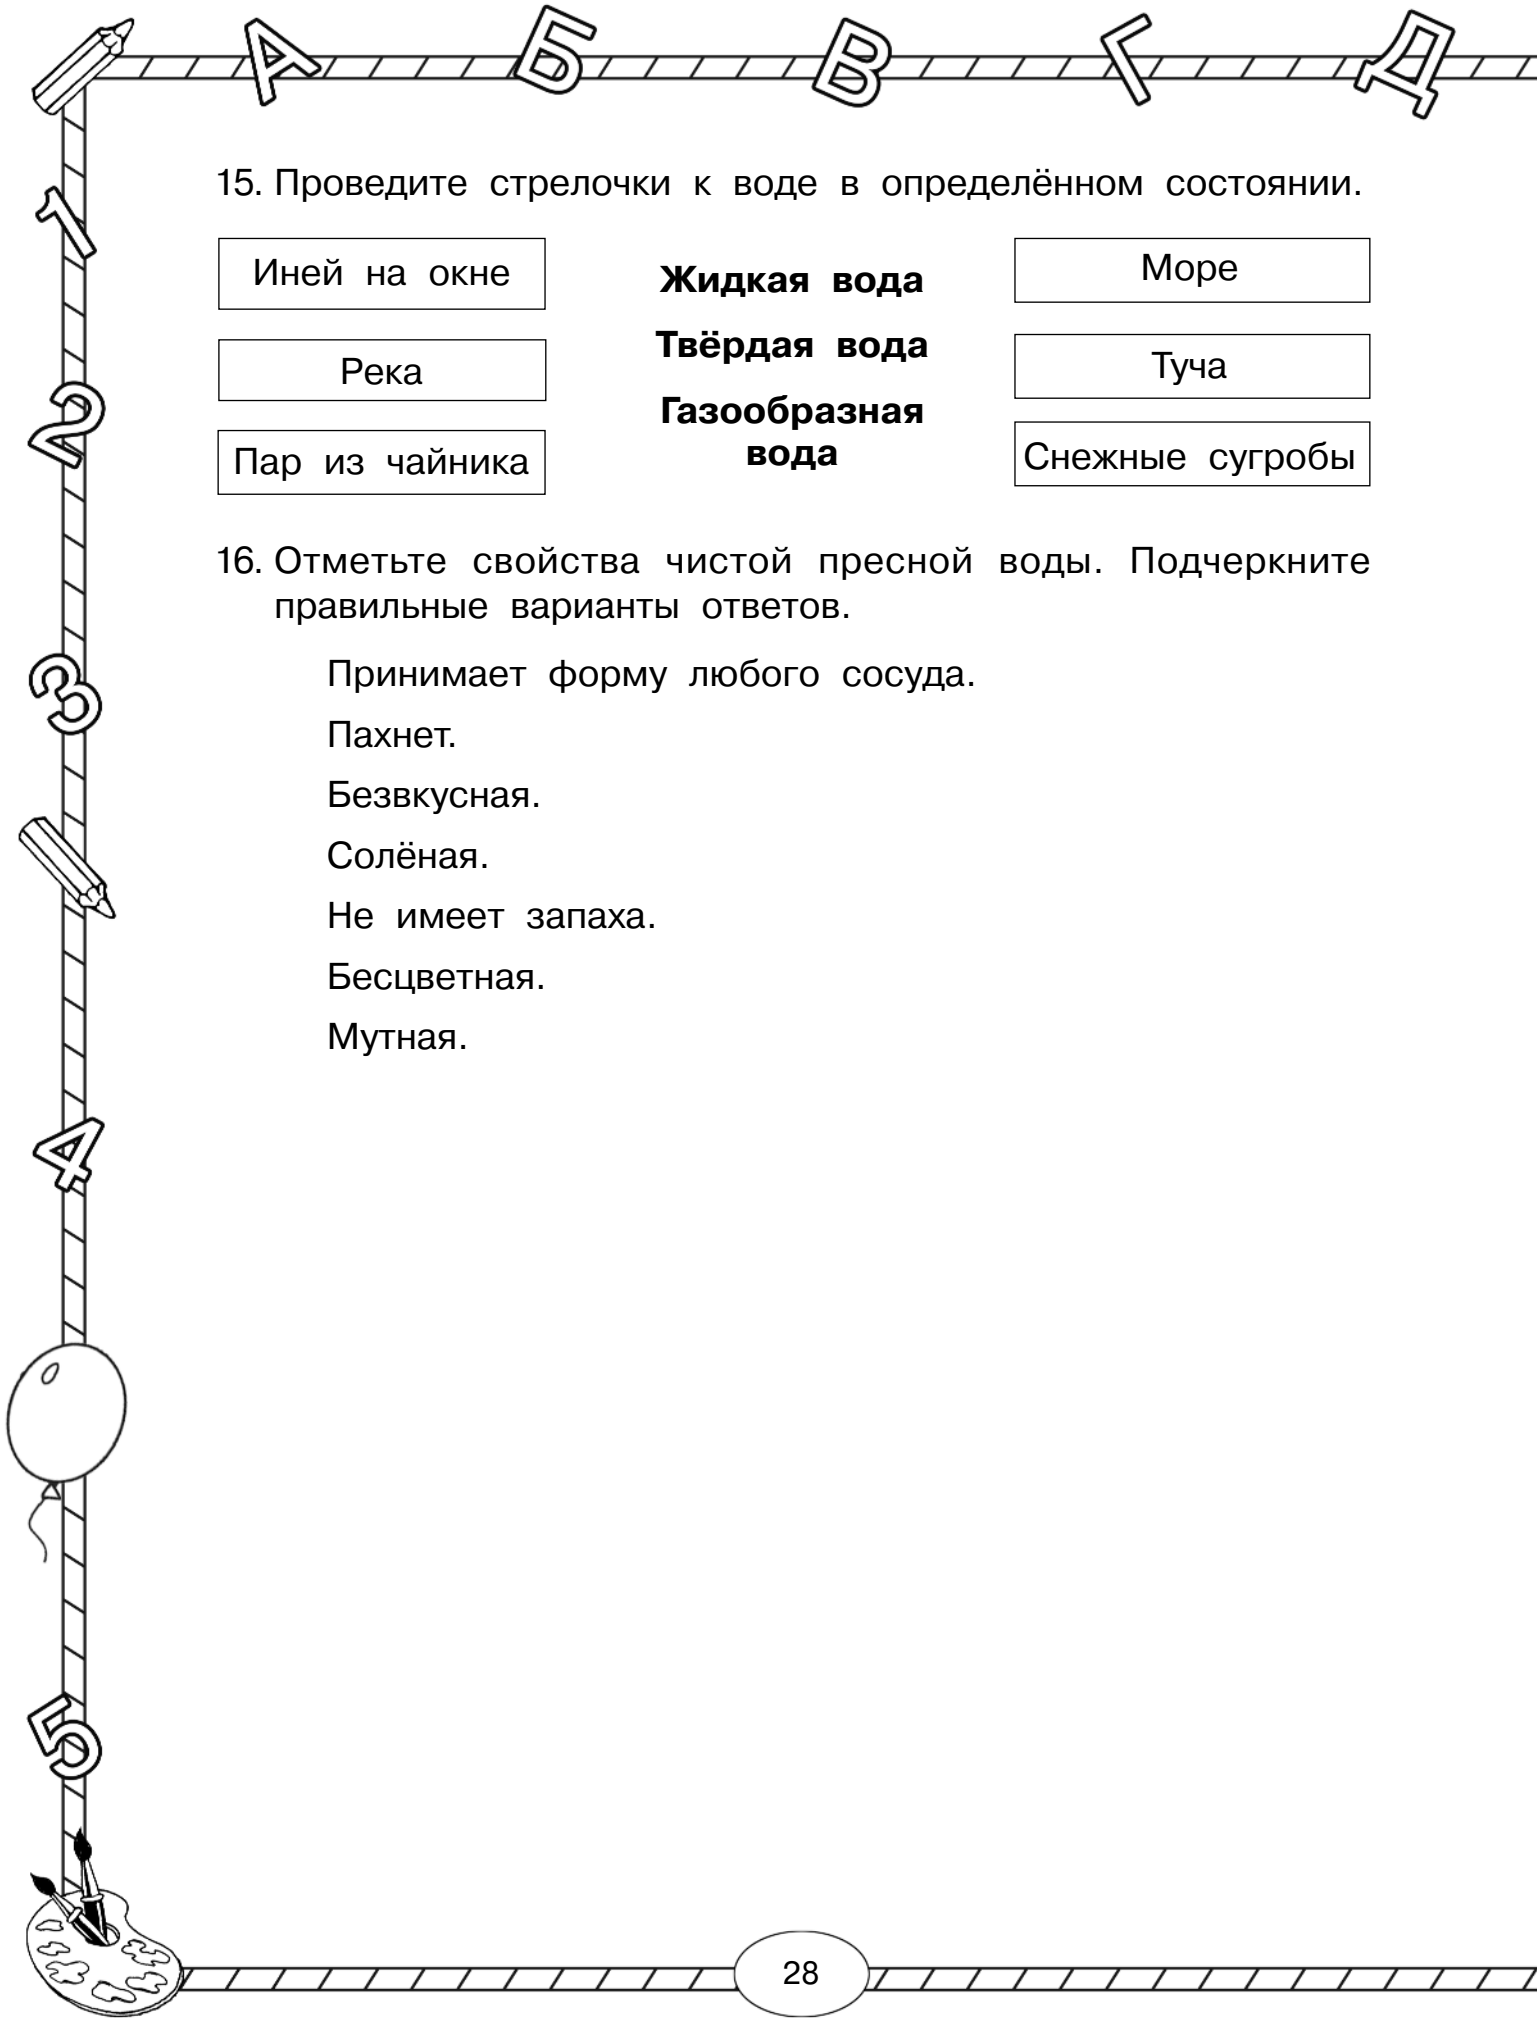 А Б В Г Д
15. Проведите стрелочки к воде в определённом состоянии.
Иней на окне
Река
Пар из чайника
Жидкая вода
Твёрдая вода
Газообразная
вода
Море
Туча
Снежные сугробы
16. Отметьте свойства чистой пресной воды. Подчеркните
правильные варианты ответов.
Принимает форму любого сосуда.
Пахнет.
Безвкусная.
Солёная.
Не имеет запаха.
Бесцветная.
Мутная.
1
2
3
4
5
28